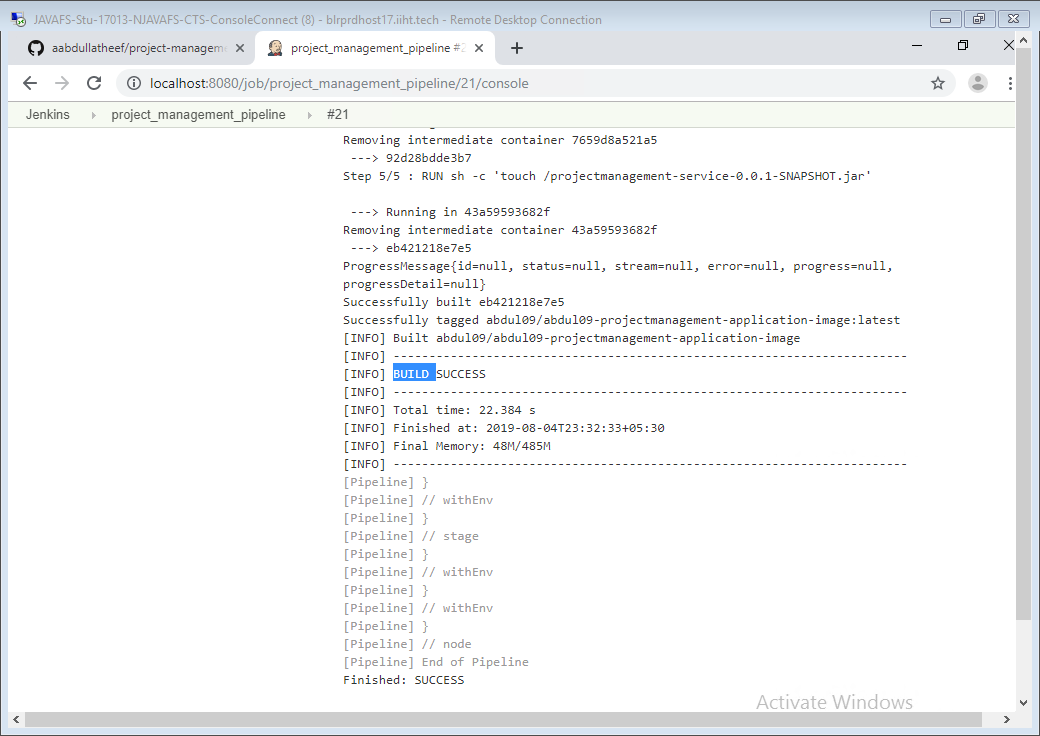 JAVAFS-Stu-17013-NJAVAFS-CTS-ConsoleConnect (8) - blrprdhost17.iiht.tech - Remote Desktop Connection
aabdullatheef/project-managem
project_management_pipeline #2
localhost:8080/job/project_management_pipeline/21/console
Jenkins project_management_pipeline #21
Removing intermediate container 7659d8a521a5
---> 92d28bdde3b7
Step 5/5 : RUN sh -c 'touch /projectmanagement-service-0.0.1-SNAPSHOT.jar'
---> Running in 43a59593682f
Removing intermediate container 43a59593682f
---> eb421218e7e5
ProgressMessage{id=null, status=null, stream=null, error=null, progress=null,
progressDetail=null}
Successfully built eb421218e7e5
Successfully tagged abdul09/abdul09-projectmanagement-application-image:latest
[INFO] Built abdul09/abdul09-projectmanagement-application-image
[INFO] ------------------------------------------------------------------------
[INFO] BUILD SUCCESS
[INFO] ------------------------------------------------------------------------
[INFO] Total time: 22.384 s
[INFO] Finished at: 2019-08-04T23:32:33+05:30
[INFO] Final Memory: 48M/485M
[INFO] ------------------------------------------------------------------------
[Pipeline] }
[Pipeline] // withEnv
[Pipeline] }
[Pipeline] // stage
[Pipeline] }
[Pipeline] // withEnv
[Pipeline] }
[Pipeline] // withEnv
[Pipeline] }
[Pipeline] // node
[Pipeline] End of Pipeline
Finished: SUCCESS
Activate Windows